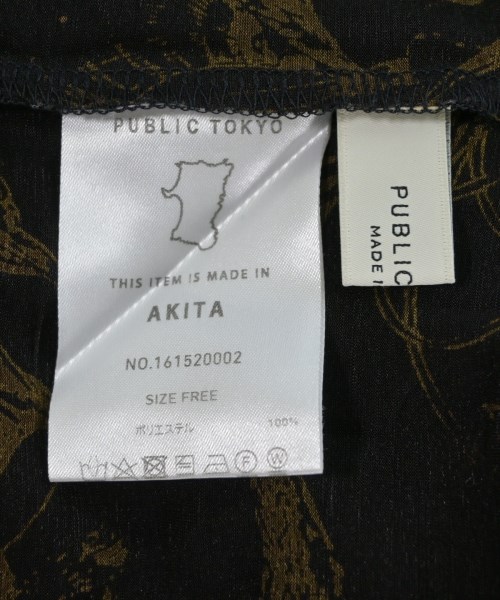 PUBLIC TOKYO
THIS ITEM IS MADE IN
AKITA
NO.161520002
SIZE FREE
ポリエステル 100%
F W
PUBLIC
MADE I